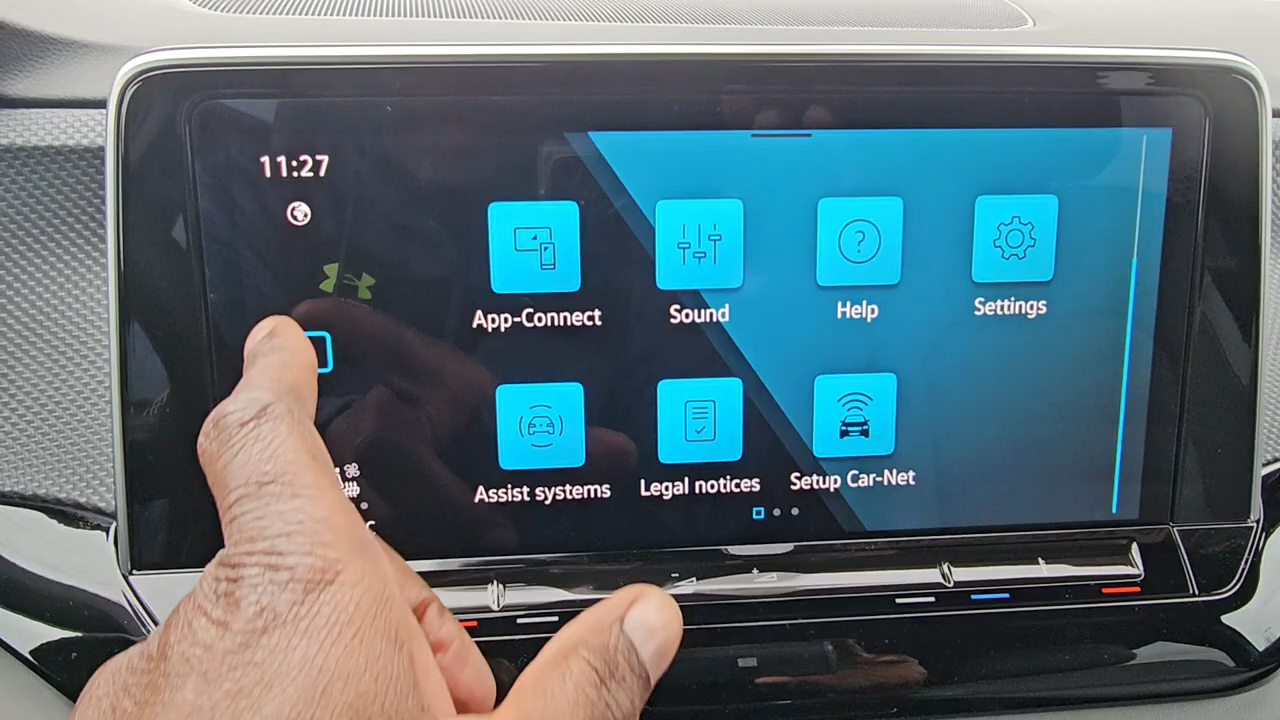 11:27
App-Connect
Sound
Help
Settings
Assist systems
Legal notices
Setup Car-Net